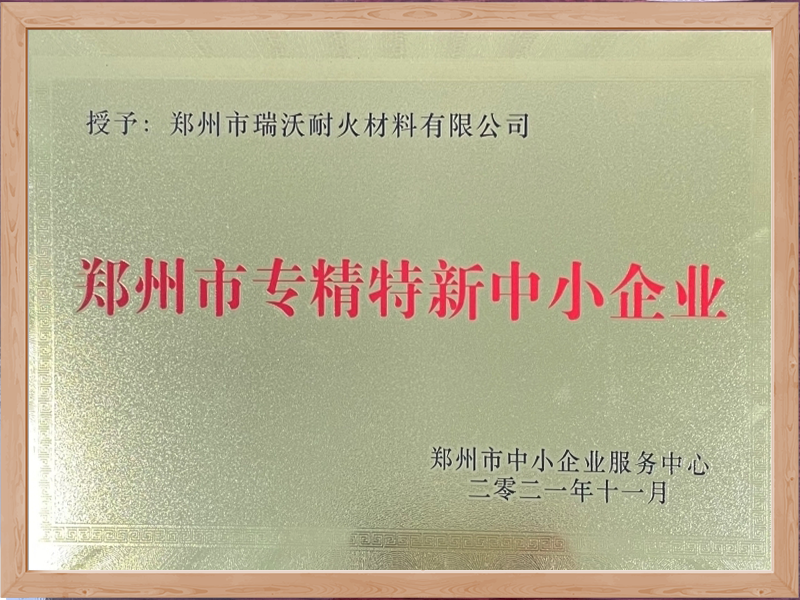 授予：郑州市瑞沃耐火材料有限公司
郑州市专精特新中小企业
郑州市中小企业服务中心
二零二一年十一月